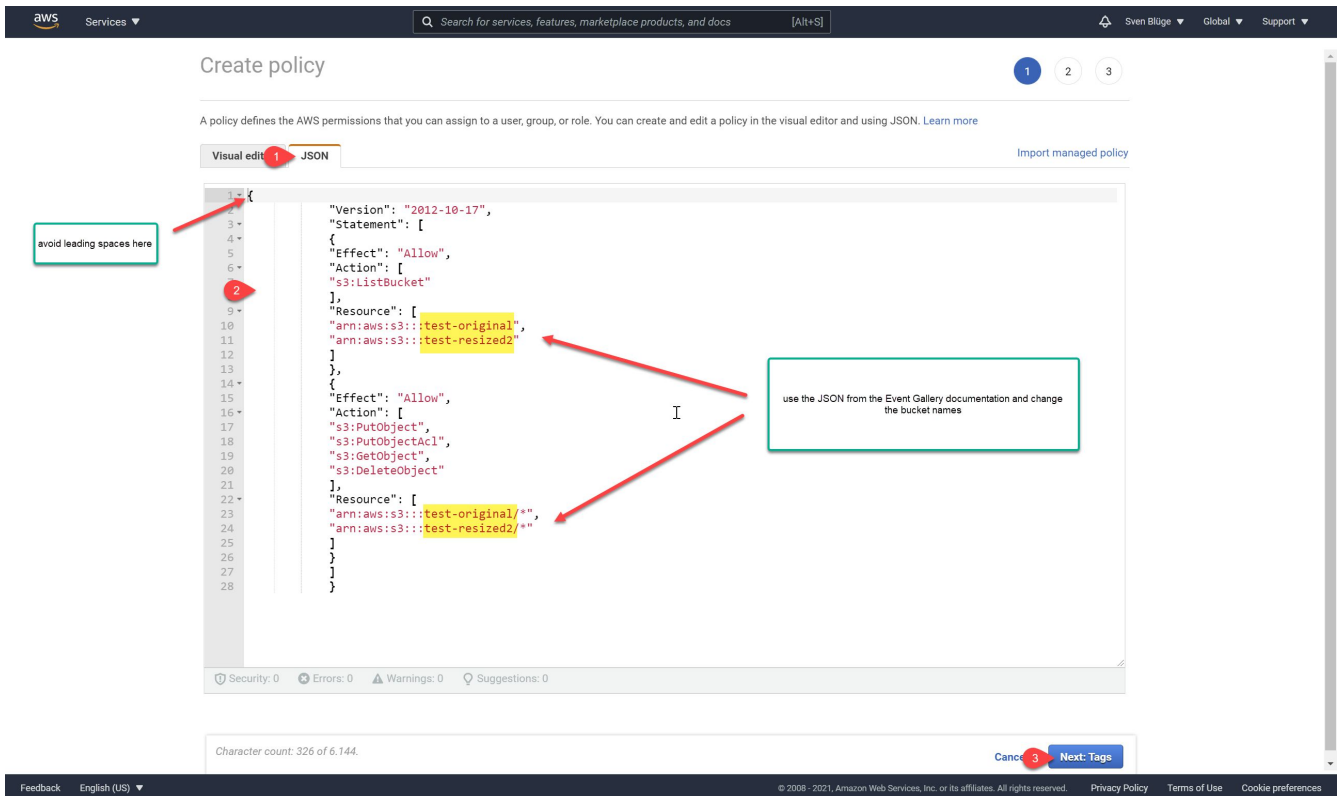 aws Services ▼ Search for services, features, marketplace products, and docs [Alt+S] Sven Blüge ▼ Global ▼ Support ▼
Create policy
1 2 3
A policy defines the AWS permissions that you can assign to a user, group, or role. You can create and edit a policy in the visual editor and using JSON. Learn more
Visual edit 1 JSON Import managed policy
1 {
2 "Version": "2012-10-17",
3 "Statement": [
4 {
5 "Effect": "Allow",
6 "Action": [
"s3:ListBucket"
2 ],
9 "Resource": [
10 "arn:aws:s3:::test-original",
11 "arn:aws:s3:::test-resized2"
12 ]
13 },
14 {
15 "Effect": "Allow",
16 "Action": [
17 "s3:PutObject",
18 "s3:PutObjectAcl",
19 "s3:GetObject",
20 "s3:DeleteObject"
21 ],
22 "Resource": [
23 "arn:aws:s3:::test-original/*",
24 "arn:aws:s3:::test-resized2/*"
25 ]
26 }
27 ]
28 }
avoid leading spaces here
use the JSON from the Event Gallery documentation and change
the bucket names
Security: 0 Errors: 0 Warnings: 0 Suggestions: 0
Character count: 326 of 6.144.
Cance 3 Next: Tags
Feedback English (US) ▼ © 2008 - 2021, Amazon Web Services, Inc. or its affiliates. All rights reserved. Privacy Policy Terms of Use Cookie preferences